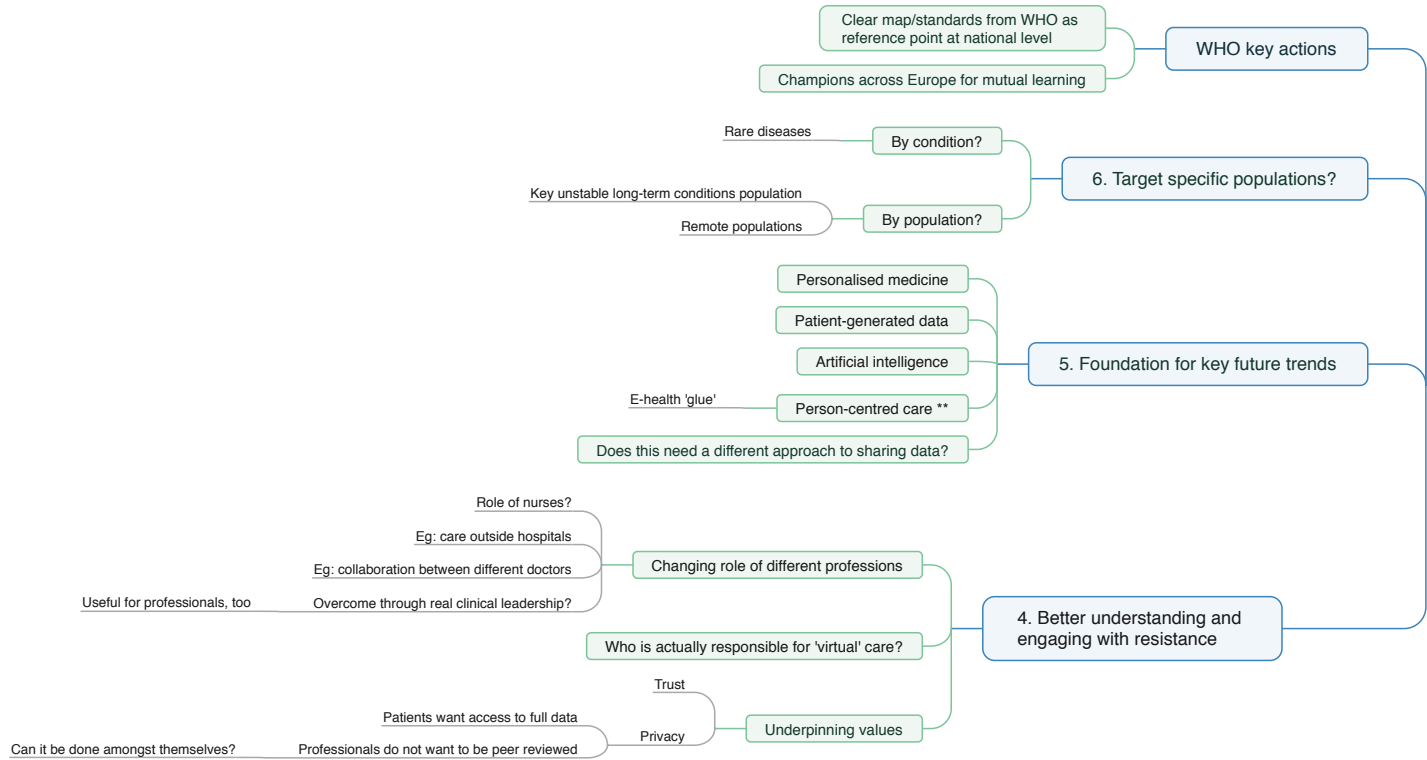 Clear map/standards from WHO as
reference point at national level
WHO key actions
Champions across Europe for mutual learning
Rare diseases
By condition?
6. Target specific populations?
Key unstable long-term conditions population
Remote populations
By population?
Personalised medicine
Patient-generated data
Artificial intelligence
5. Foundation for key future trends
E-health 'glue'
Person-centred care **
Does this need a different approach to sharing data?
Role of nurses?
Eg: care outside hospitals
Eg: collaboration between different doctors
Changing role of different professions
Useful for professionals, too
Overcome through real clinical leadership?
4. Better understanding and
engaging with resistance
Who is actually responsible for 'virtual' care?
Trust
Underpinning values
Patients want access to full data
Privacy
Can it be done amongst themselves?
Professionals do not want to be peer reviewed